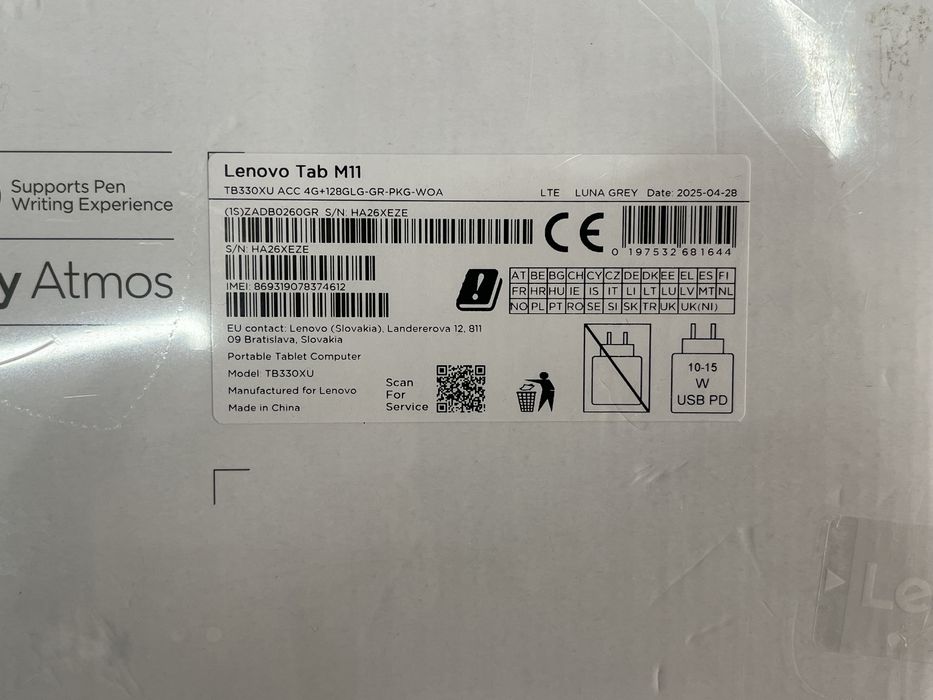 Supports Pen
Writing Experience
y Atmos
Lenovo Tab M11
TB330XU ACC 4G+128GLG-GR-PKG-WOA LTE LUNA GREY Date: 2025-04-28
(1S)ZADB0260GR S/N: HA26XEZE
0 197532 681644
S/N: HA26XEZE
IMEI: 869319078374612
AT BE BG CH CY CZ DE DK EE EL ES FI
FR HR HU IE IS IT LI LT LU LV MT NL
NO PL PT RO SE SI SK TR UK UK(NI)
EU contact: Lenovo (Slovakia), Landererova 12, 811
09 Bratislava, Slovakia
Portable Tablet Computer
Model: TB330XU
Manufactured for Lenovo
Made in China
Scan
For
Service
10-15
W
USB PD
Le